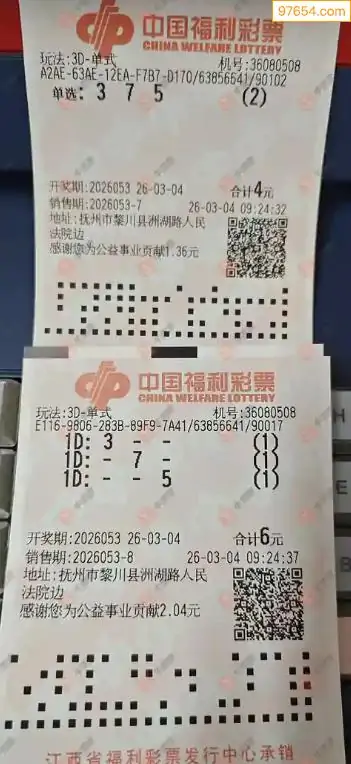 97654.com
中国福利彩票
CHINA WELFARE LOTTERY
玩法:3D-单式 机号:36080508
A2AE-63AE-12EA-F7B7-D170/63856641/90102
单选: 3 7 5 (2)
开奖期:2026053 26-03-04 合计4元
销售期:2026053-7 26-03-04 09:24:32
地址:抚州市黎川县洲湖路人民
法院边
感谢您为公益事业贡献1.36元
中国福利彩票
CHINA WELFARE LOTTERY
玩法:3D-单式 机号:36080508
E116-9806-283B-89F9-7A41/63856641/90017
1D: 3 - - (1)
1D: - 7 - (1)
1D: - - 5 (1)
开奖期:2026053 26-03-04 合计6元
销售期:2026053-8 26-03-04 09:24:37
地址:抚州市黎川县洲湖路人民
法院边
感谢您为公益事业贡献2.04元
江西省福利彩票发行中心承销
H